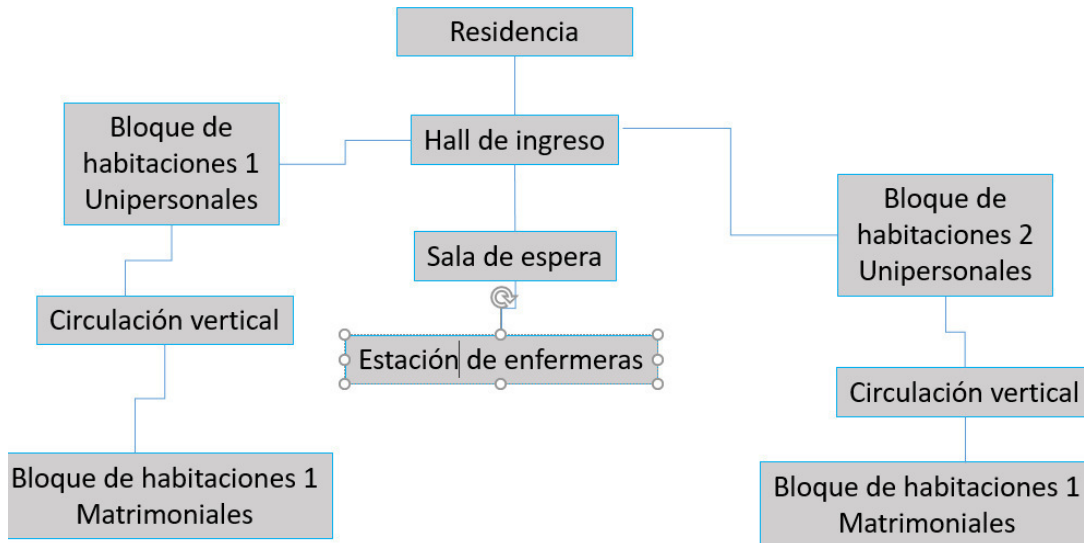 Residencia
Bloque de
habitaciones 1
Unipersonales
Hall de ingreso
Bloque de
habitaciones 2
Unipersonales
Sala de espera
Circulación vertical
Estación de enfermeras
Circulación vertical
Bloque de habitaciones 1
Matrimoniales
Bloque de habitaciones 1
Matrimoniales